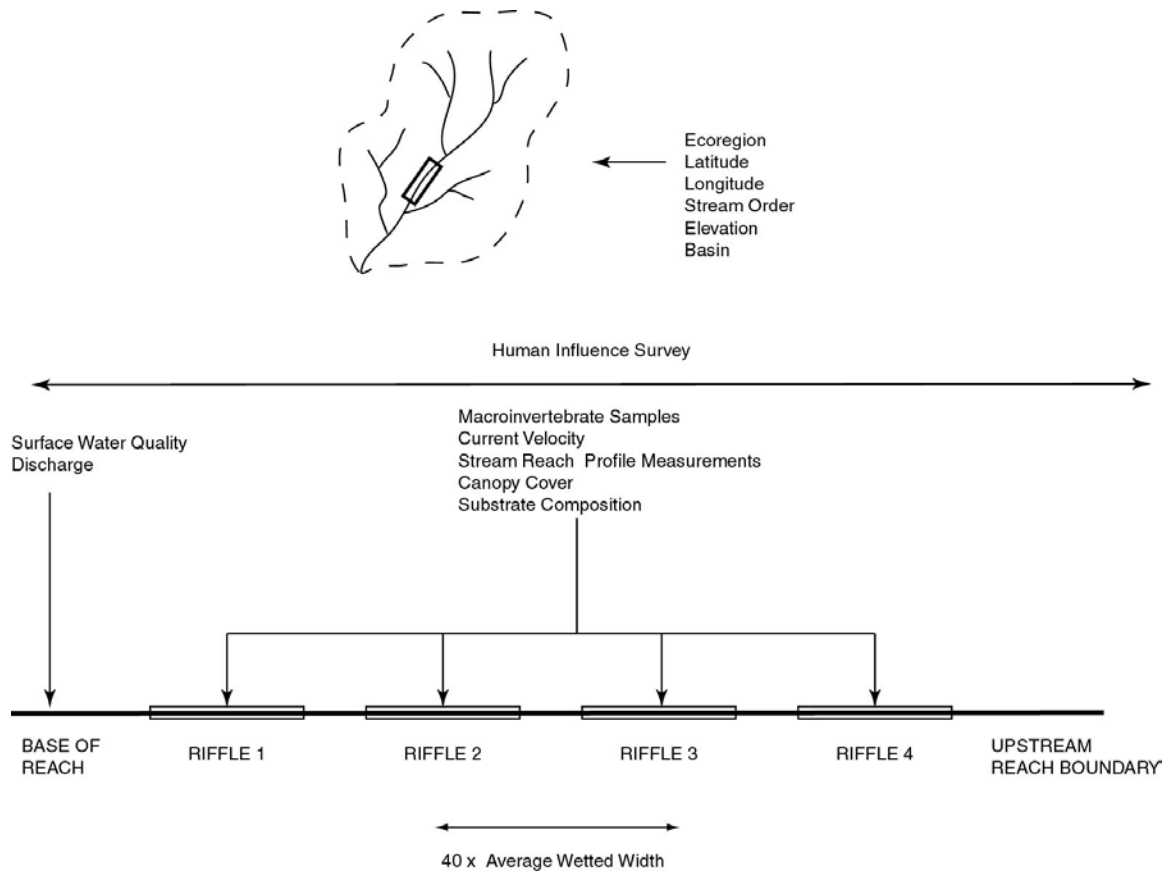 Ecoregion
Latitude
Longitude
Stream Order
Elevation
Basin
Human Influence Survey
Surface Water Quality
Discharge
Macroinvertebrate Samples
Current Velocity
Stream Reach Profile Measurements
Canopy Cover
Substrate Composition
BASE OF
REACH
RIFFLE 1
RIFFLE 2
RIFFLE 3
RIFFLE 4
UPSTREAM
REACH BOUNDARY
40 x Average Wetted Width